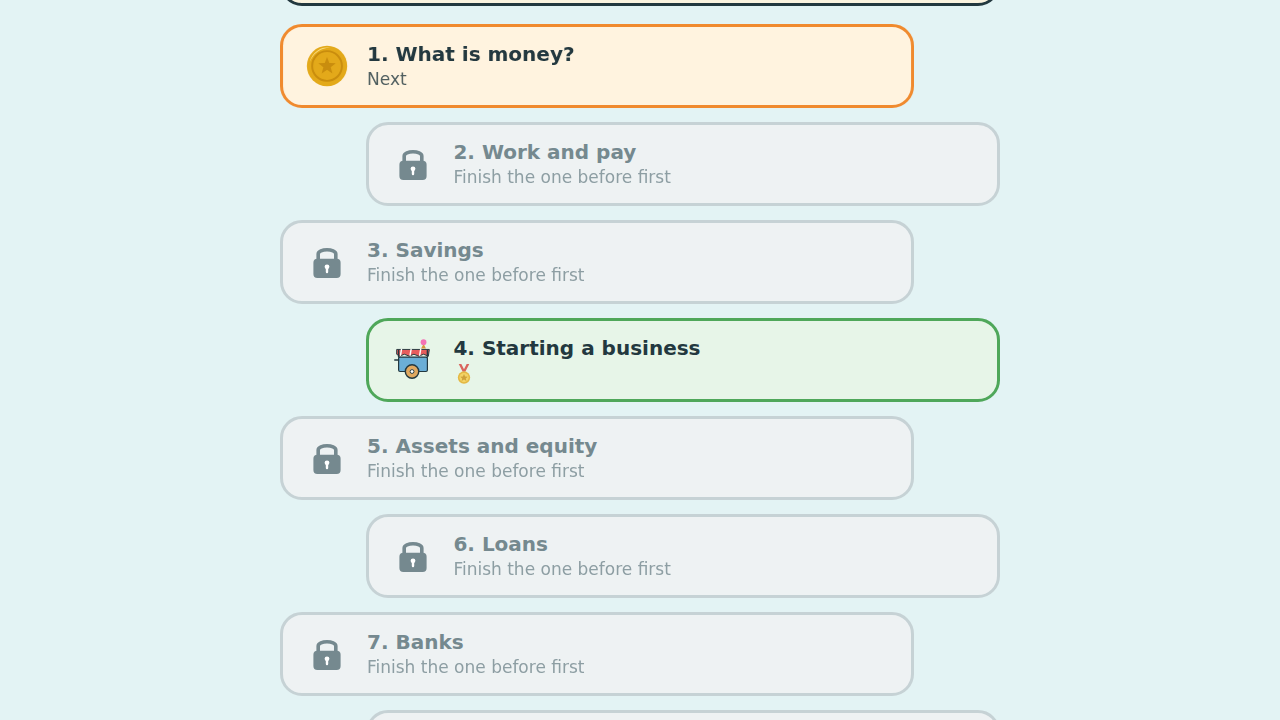 1. What is money?
Next
2. Work and pay
Finish the one before first
3. Savings
Finish the one before first
4. Starting a business
5. Assets and equity
Finish the one before first
6. Loans
Finish the one before first
7. Banks
Finish the one before first